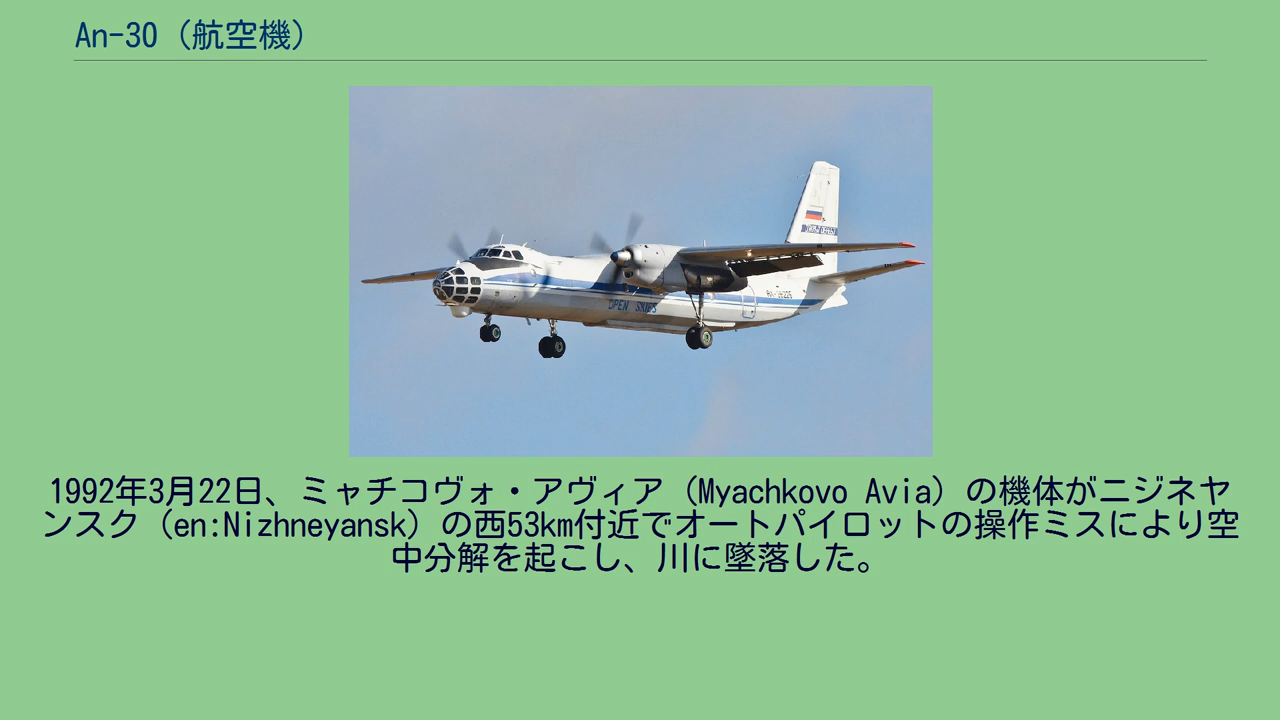 An-30（航空機）
OPEN SKIES
1992年3月22日、ミャチコヴォ・アヴィア（Myachkovo Avia）の機体がニジネヤ
ンスク（en:Nizhneyansk）の西53km付近でオートパイロットの操作ミスにより空
中分解を起こし、川に墜落した。